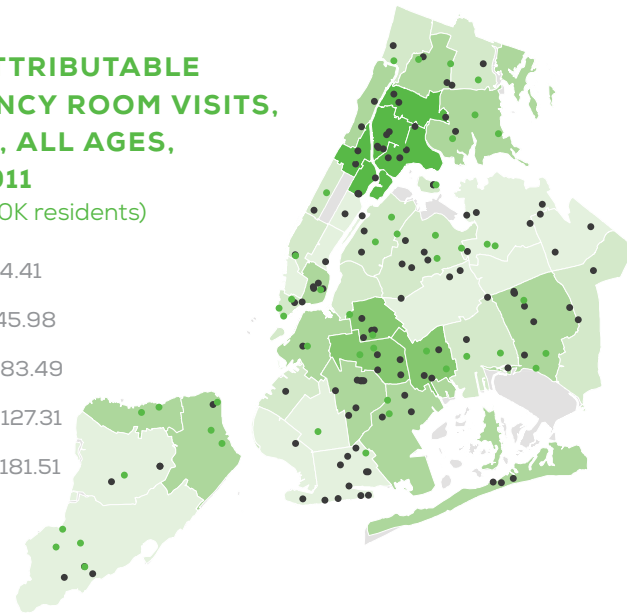 TTRIBUTABLE
NCY ROOM VISITS,
, ALL AGES,
011
0K residents)
4.41
45.98
83.49
127.31
181.51